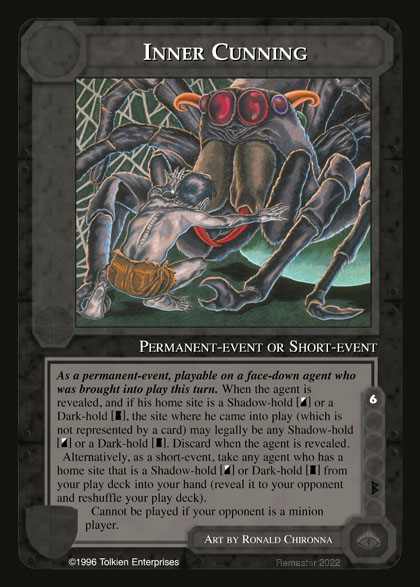 INNER CUNNING
PERMANENT-EVENT OR SHORT-EVENT
As a permanent-event, playable on a face-down agent who
was brought into play this turn. When the agent is
revealed, and if his home site is a Shadow-hold [] or a
Dark-hold [], the site where he came into play (which is
not represented by a card) may legally be any Shadow-hold
[] or a Dark-hold []. Discard when the agent is revealed.
Alternatively, as a short-event, take any agent who has a
home site that is a Shadow-hold [] or Dark-hold [] from
your play deck into your hand (reveal it to your opponent
and reshuffle your play deck).
Cannot be played if your opponent is a minion
player.
6
ART BY RONALD CHIRONNA
©1996 Tolkien Enterprises
Remaster 2022